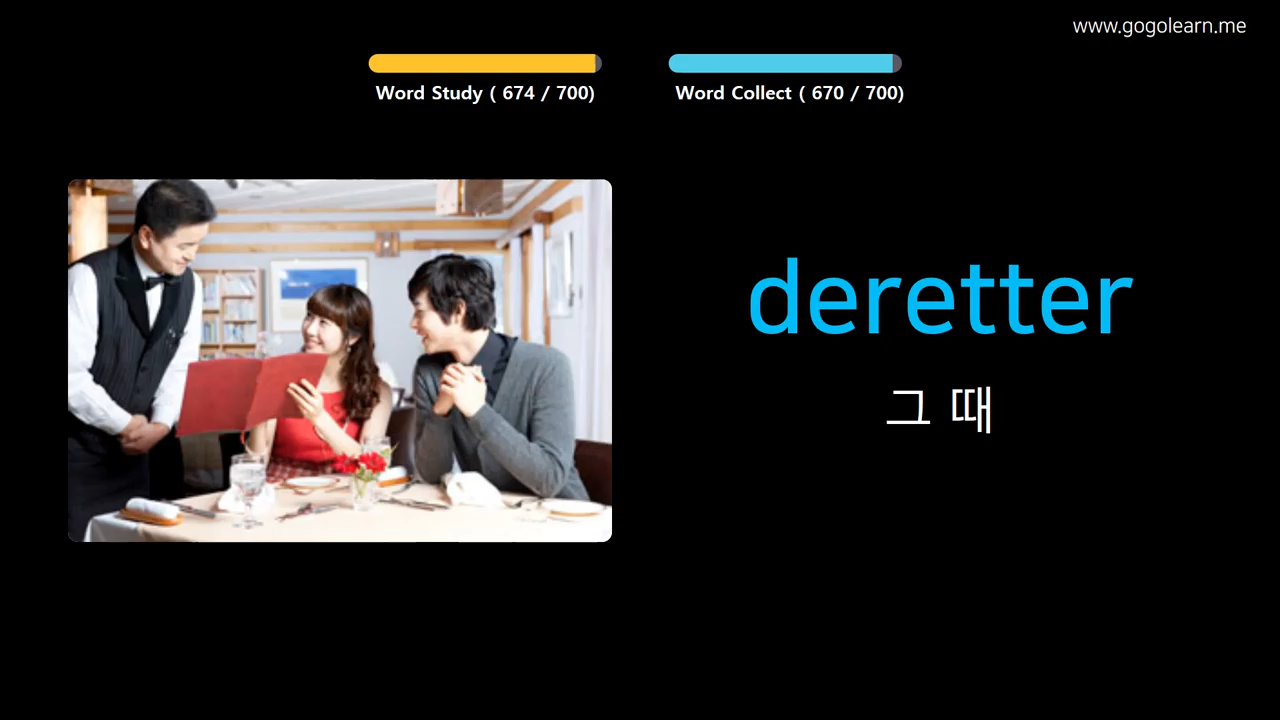 www.gogolearn.me
Word Study ( 674 / 700)
Word Collect ( 670 / 700)
deretter
그 때